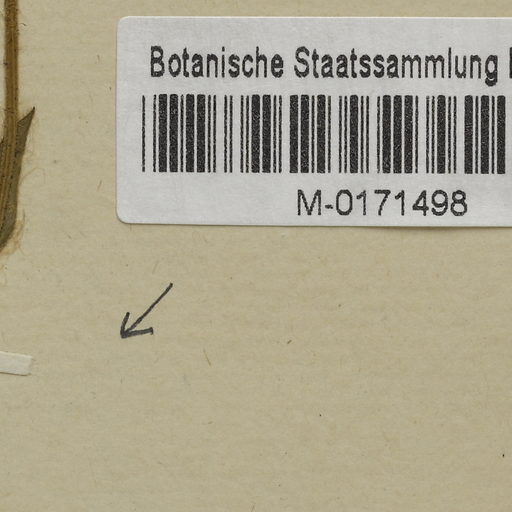 Botanische Staatssammlung
M-0171498